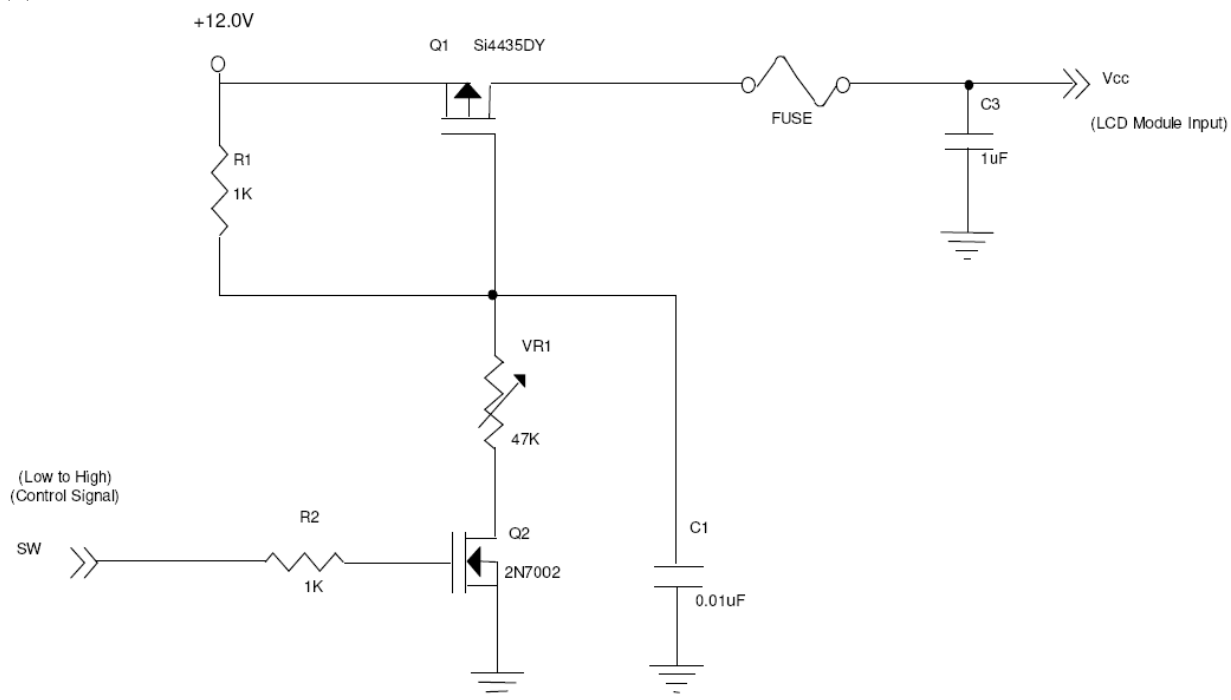 +12.0V
Q1 Si4435DY
Vcc
C3
FUSE
(LCD Module Input)
R1
1uF
1K
VR1
47K
(Low to High)
(Control Signal)
R2
Q2
C1
SW
2N7002
1K
0.01uF